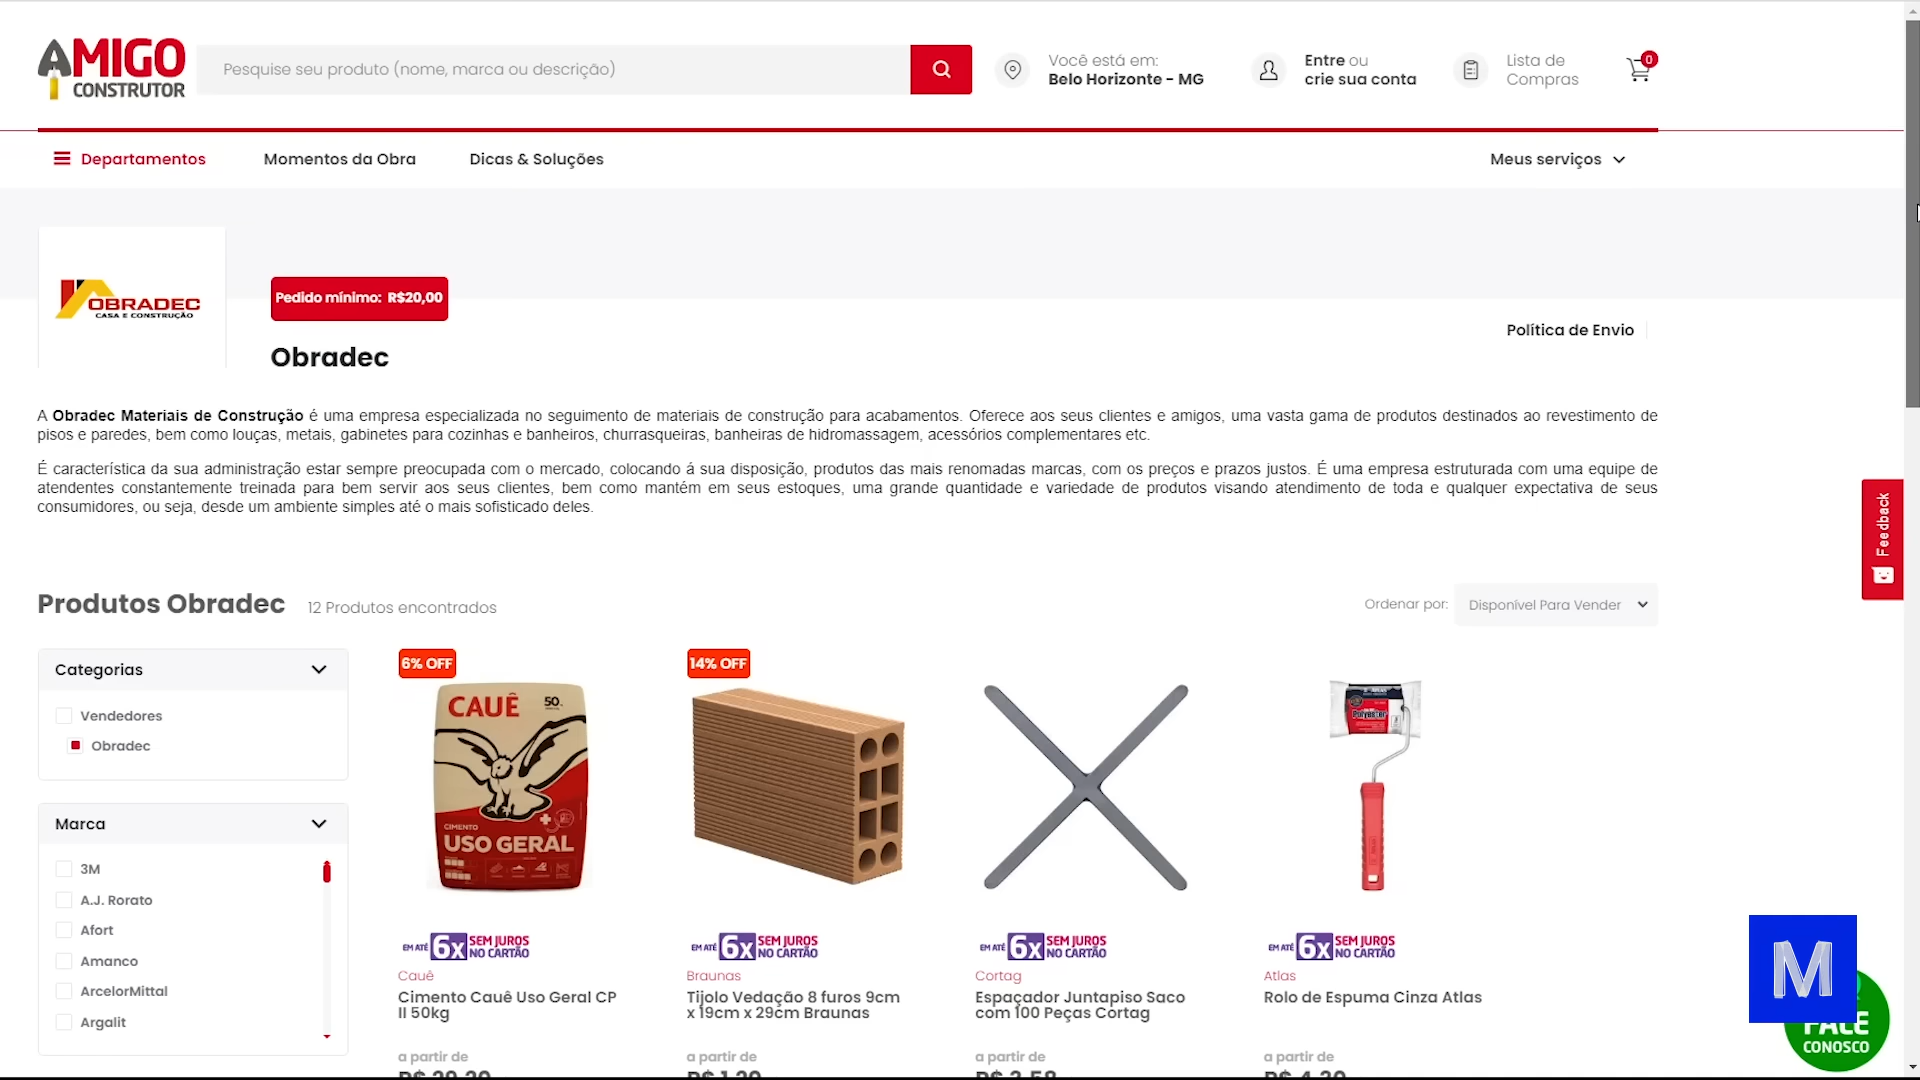 AMIGO
CONSTRUTOR
Pesquise seu produto (nome, marca ou descrição)
Você está em:
Belo Horizonte - MG
Entre ou
crie sua conta
Lista de
Compras
0
Departamentos
Momentos da Obra
Dicas & Soluções
Meus serviços
OBRADEC
CASA E CONSTRUÇÃO
Pedido mínimo: R$20,00
Obradec
Política de Envio
A Obradec Materiais de Construção é uma empresa especializada no seguimento de materiais de construção para acabamentos. Oferece aos seus clientes e amigos, uma vasta gama de produtos destinados ao revestimento de
pisos e paredes, bem como louças, metais, gabinetes para cozinhas e banheiros, churrasqueiras, banheiras de hidromassagem, acessórios complementares etc.
É característica da sua administração estar sempre preocupada com o mercado, colocando á sua disposição, produtos das mais renomadas marcas, com os preços e prazos justos. É uma empresa estruturada com uma equipe de
atendentes constantemente treinada para bem servir aos seus clientes, bem como mantém em seus estoques, uma grande quantidade e variedade de produtos visando atendimento de toda e qualquer expectativa de seus
consumidores, ou seja, desde um ambiente simples até o mais sofisticado deles.
Feedback
Produtos Obradec
12 Produtos encontrados
Ordenar por:
Disponível Para Vender
Categorias
Vendedores
Obradec
Marca
3M
A.J. Rorato
Afort
Amanco
ArcelorMittal
Argalit
6% OFF
CAUÊ
50
CIMENTO
USO GERAL
EM ATÉ 6x SEM JUROS
NO CARTÃO
Cauê
Cimento Cauê Uso Geral CP
II 50kg
a partir de
R$ 29,20
14% OFF
EM ATÉ 6x SEM JUROS
NO CARTÃO
Braunas
Tijolo Vedação 8 furos 9cm
x 19cm x 29cm Braunas
a partir de
R$ 1,29
EM ATÉ 6x SEM JUROS
NO CARTÃO
Cortag
Espaçador Juntapiso Saco
com 100 Peças Cortag
a partir de
R$ 3,58
Polyester
EM ATÉ 6x SEM JUROS
NO CARTÃO
Atlas
Rolo de Espuma Cinza Atlas
a partir de
R$ 4,30
M
FALE
CONOSCO